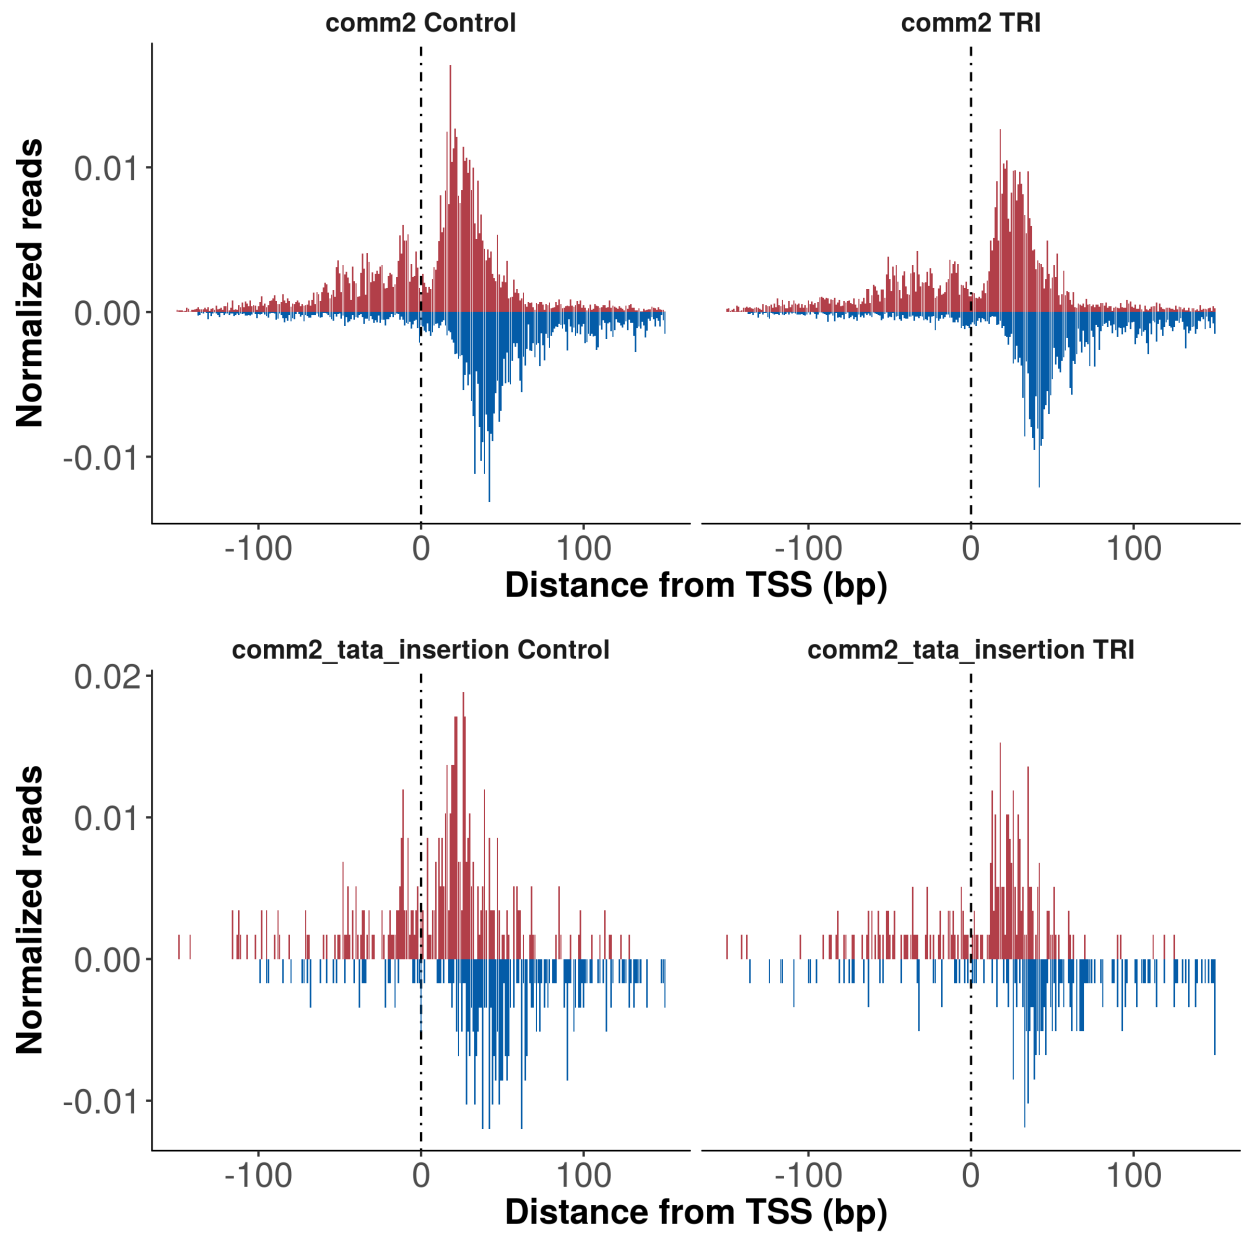 comm2 Control
comm2 TRI
Normalized reads
0.01
0.00
-0.01
-100 0 100
-100 0 100
Distance from TSS (bp)
comm2_tata_insertion Control
comm2_tata_insertion TRI
Normalized reads
0.02
0.01
0.00
-0.01
-100 0 100
-100 0 100
Distance from TSS (bp)